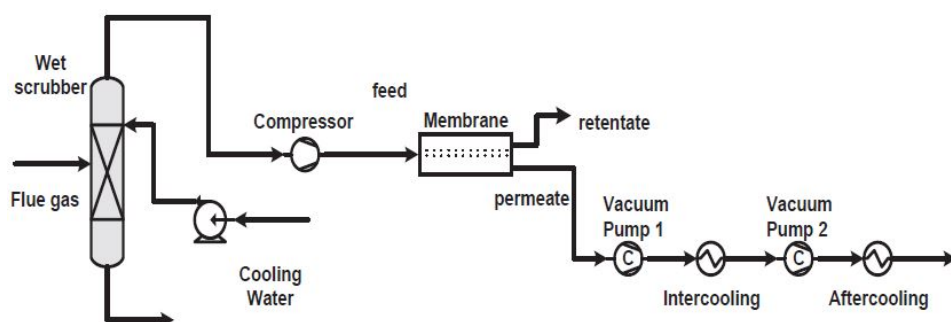 Wet
scrubber
Flue gas
Cooling
Water
Compressor
feed
Membrane
retentate
permeate
Vacuum
Pump 1
C
Intercooling
Vacuum
Pump 2
C
Aftercooling